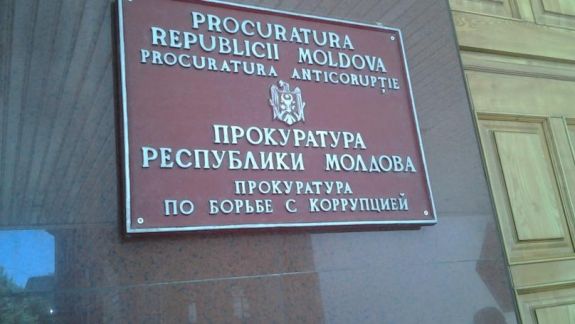 PROCURATURA
REPUBLICII MOLDOVA
PROCURATURA ANTICORUPȚIE
ПРОКУРАТУРА
РЕСПУБЛИКИ МОЛДОВА
ПРОКУРАТУРА
ПО БОРЬБЕ С КОРРУПЦИЕЙ